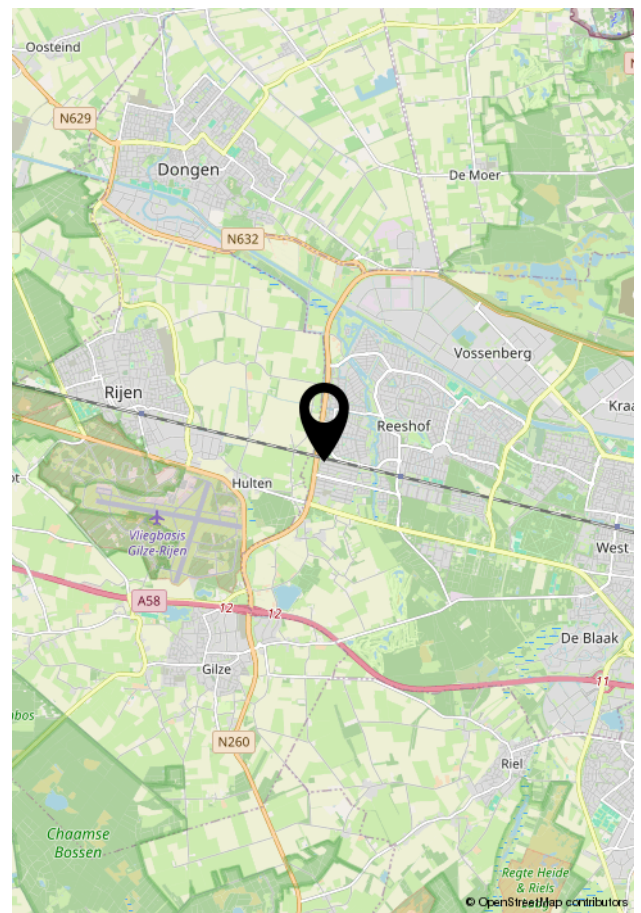 Oosteind
N629
Dongen
De Moer
N632
Vossenberg
Rijen
Kraa
Reeshof
Hulten
Vliegbasis
Gilze-Rijen
West
A58
12
12
De Blaak
Gilze
11
N260
Riel
Chaamse
Bossen
Regte Heide
& Riels
© OpenStreetMap contributors